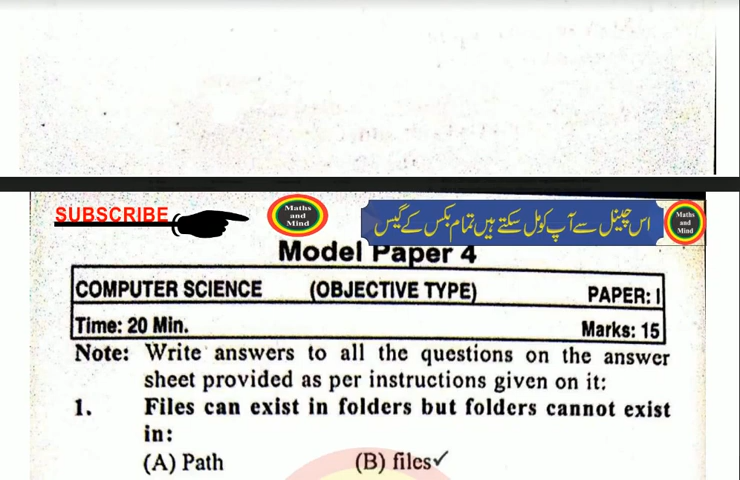 SUBSCRIBE
Maths
and
Mind
اس چینل سے آپ کو مل سکتے ہیں تمام بکس کے گیس
Maths
and
Mind
Model Paper 4
COMPUTER SCIENCE (OBJECTIVE TYPE) PAPER: I
Time: 20 Min. Marks: 15
Note: Write answers to all the questions on the answer
sheet provided as per instructions given on it:
1. Files can exist in folders but folders cannot exist
in:
(A) Path (B) files✓